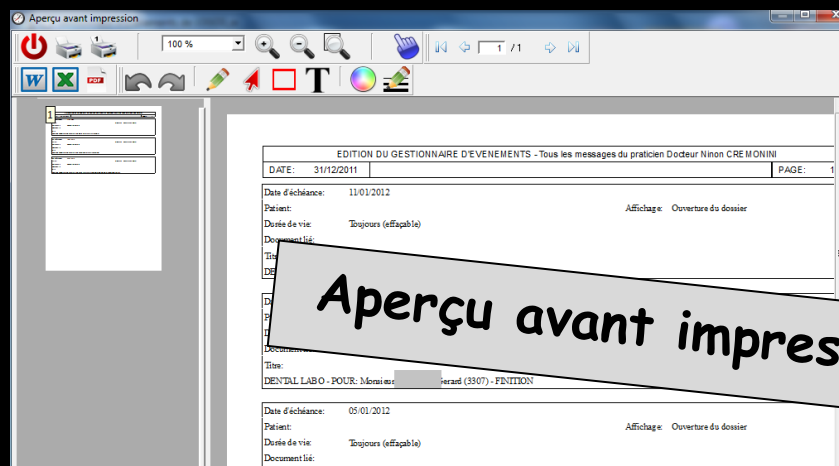 Aperçu avant impression
100 %
1 /1
W X PDF
T
1
EDITION DU GESTIONNAIRE D'EVENEMENTS - Tous les messages du praticien Docteur Ninon CREMONINI
DATE: 31/12/2011 PAGE: 1
Date d'échéance: 11/01/2012
Patient: Affichage: Ouverture du dossier
Durée de vie: Toujours (effaçable)
Document lié:
Aperçu avant impres
Titre:
DENTAL LABO - POUR: Monsieur Gerard (3307) - FINITION
Date d'échéance: 05/01/2012
Patient: Affichage: Ouverture du dossier
Durée de vie: Toujours (effaçable)
Document lié: